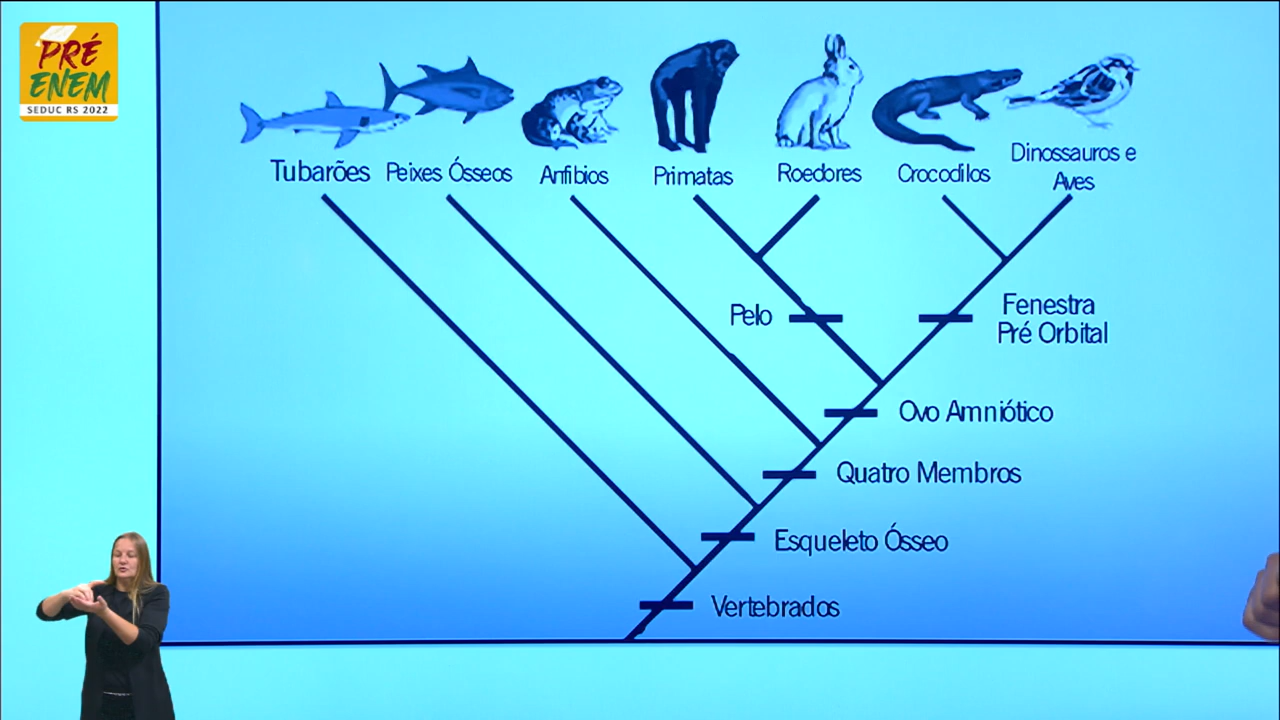 PRÉ
ENEM
SEDUC RS 2022
Tubarões
Peixes Ósseos
Anfíbios
Primatas
Roedores
Crocodilos
Dinossauros e
Aves
Pelo
Fenestra
Pré Orbital
Ovo Amniótico
Quatro Membros
Esqueleto Ósseo
Vertebrados